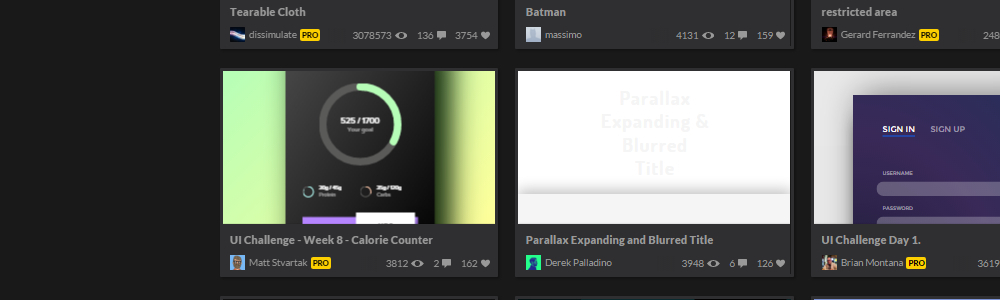 Tearable Cloth
dissimulate PRO 3078573 136 3754
Batman
massimo 4131 12 159
restricted area
Gerard Ferrandez PRO 248
525 / 1700
Your goal
Protein
Carbs
UI Challenge - Week 8 - Calorie Counter
Matt Stvartak PRO 3812 2 162
Parallax
Expanding &
Blurred
Title
Parallax Expanding and Blurred Title
Derek Palladino 3948 6 126
SIGN IN SIGN UP
USERNAME
PASSWORD
UI Challenge Day 1.
Brian Montana PRO 3619